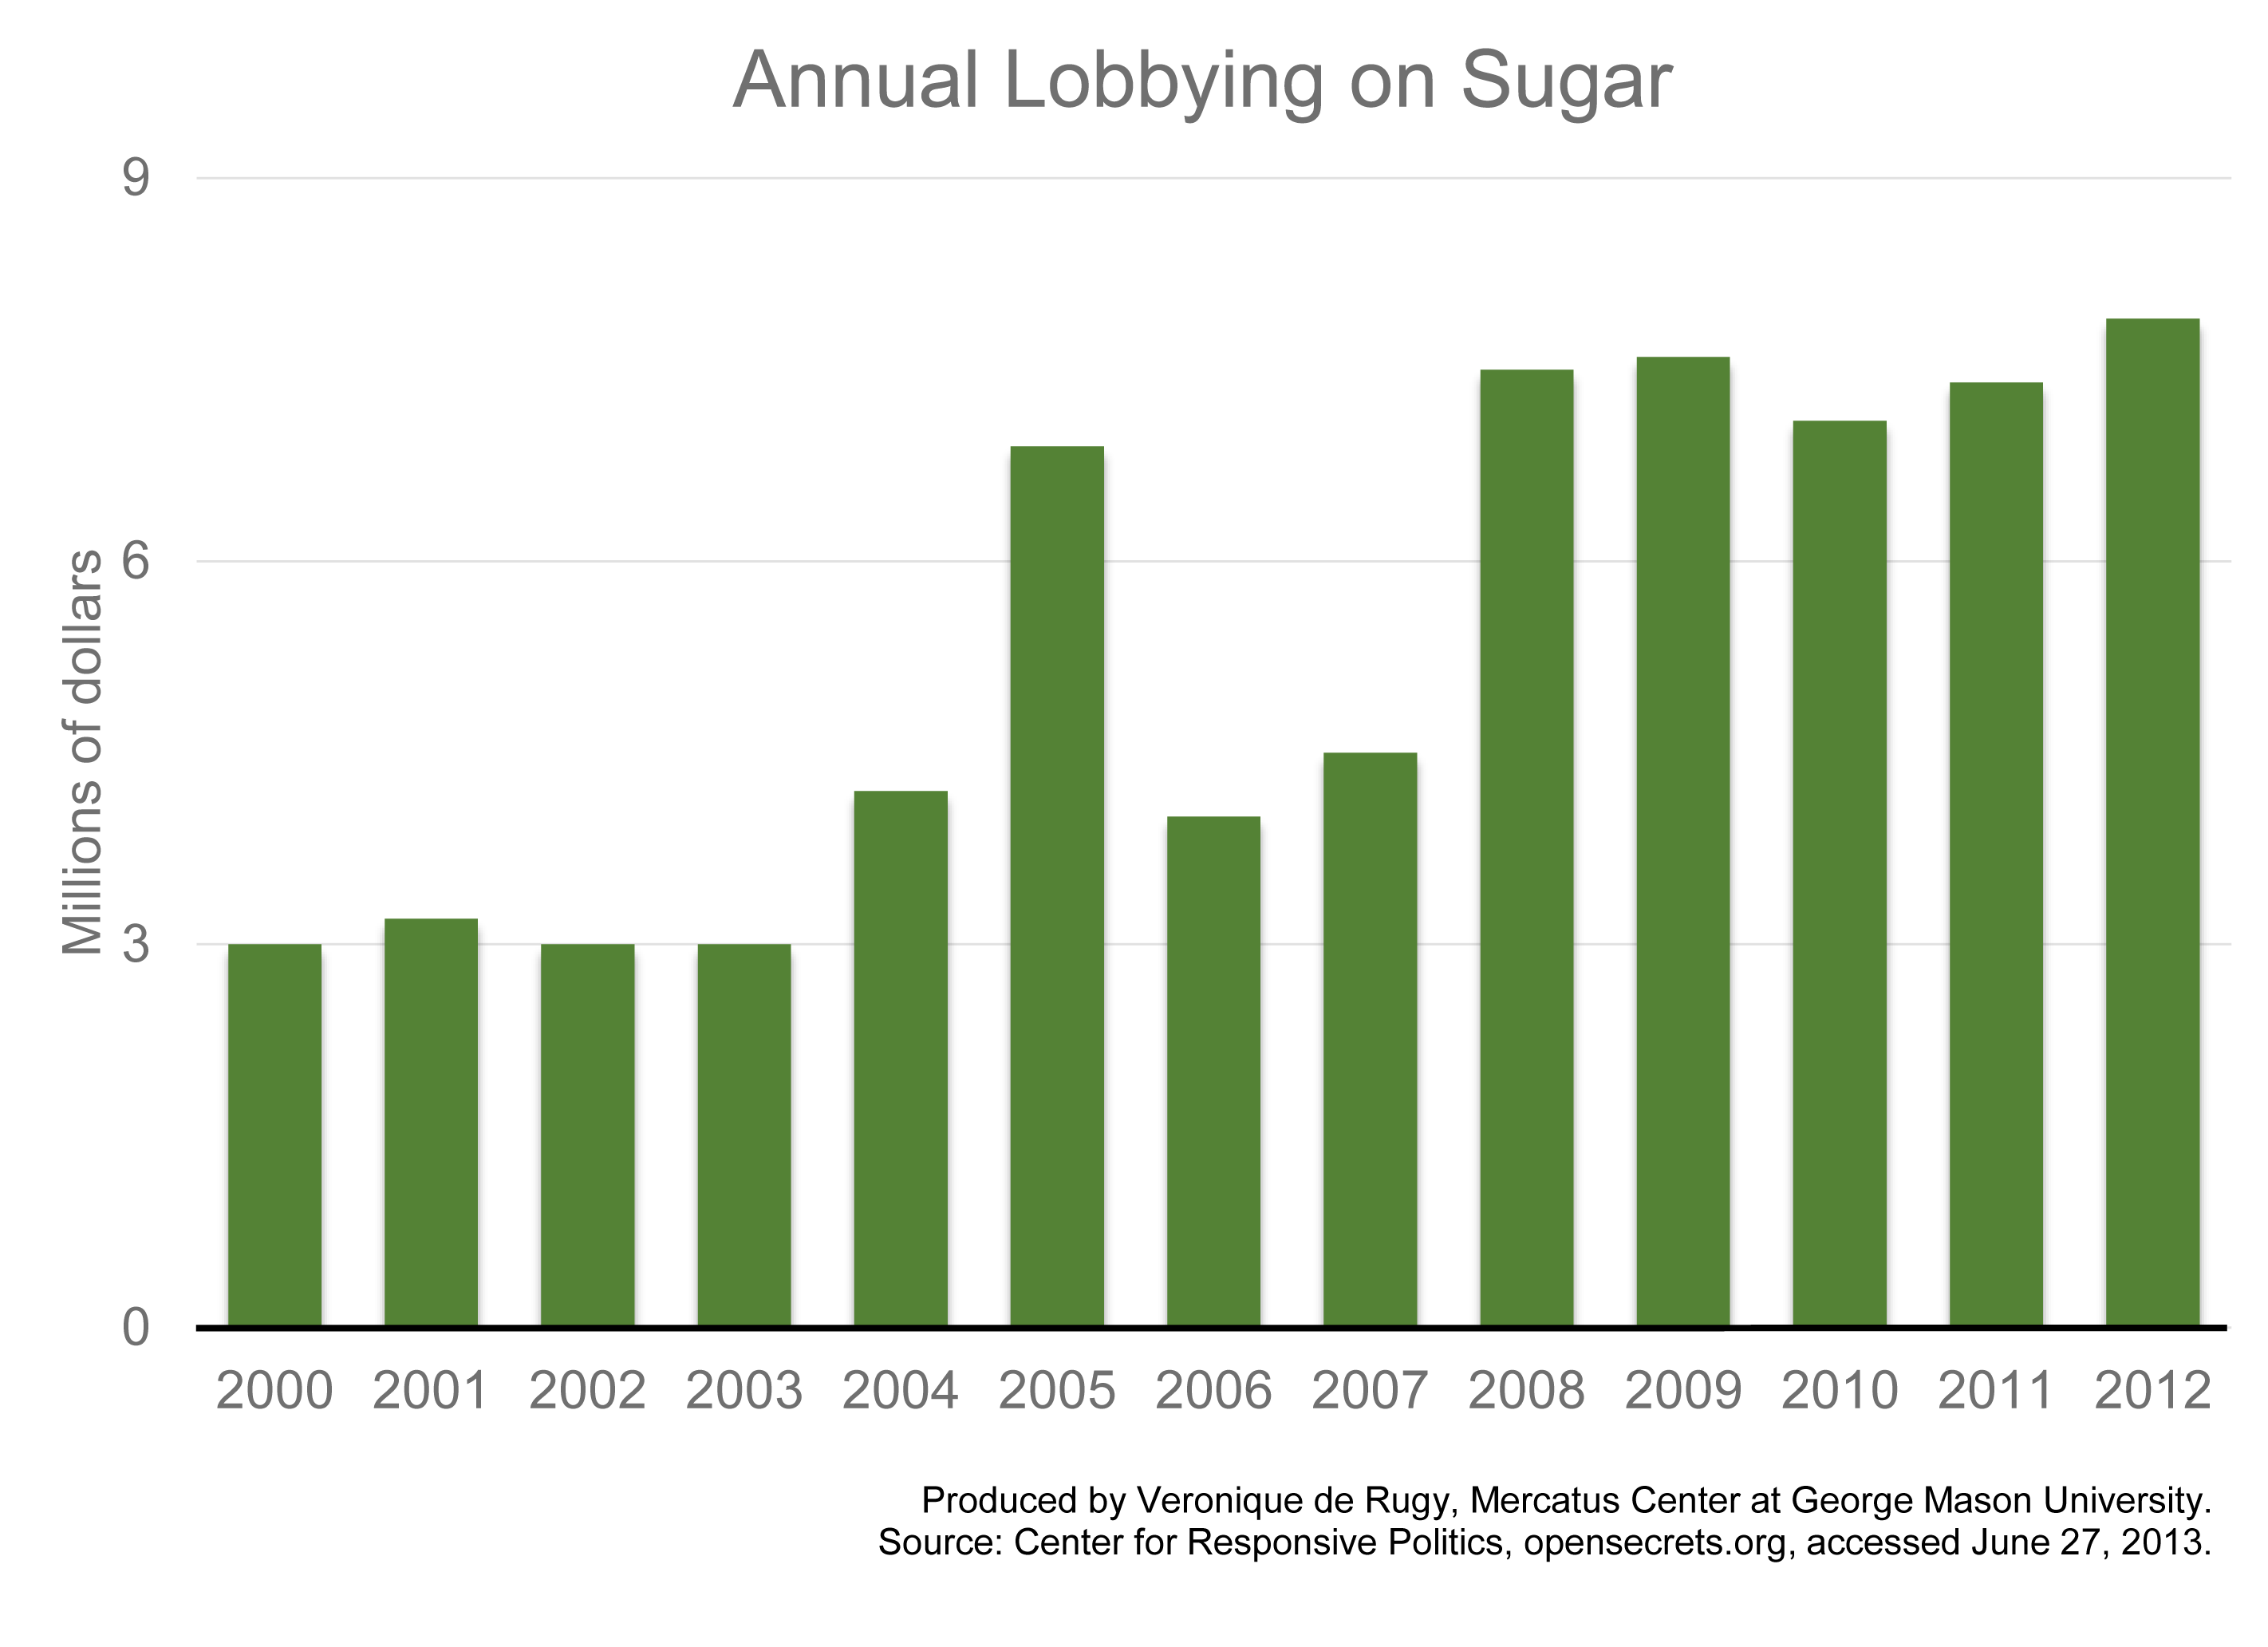 Annual Lobbying on Sugar
9
6
3
0
Millions of dollars
2000 2001 2002 2003 2004 2005 2006 2007 2008 2009 2010 2011 2012
Produced by Veronique de Rugy, Mercatus Center at George Mason University.
Source: Center for Responsive Politics, opensecrets.org, accessed June 27, 2013.